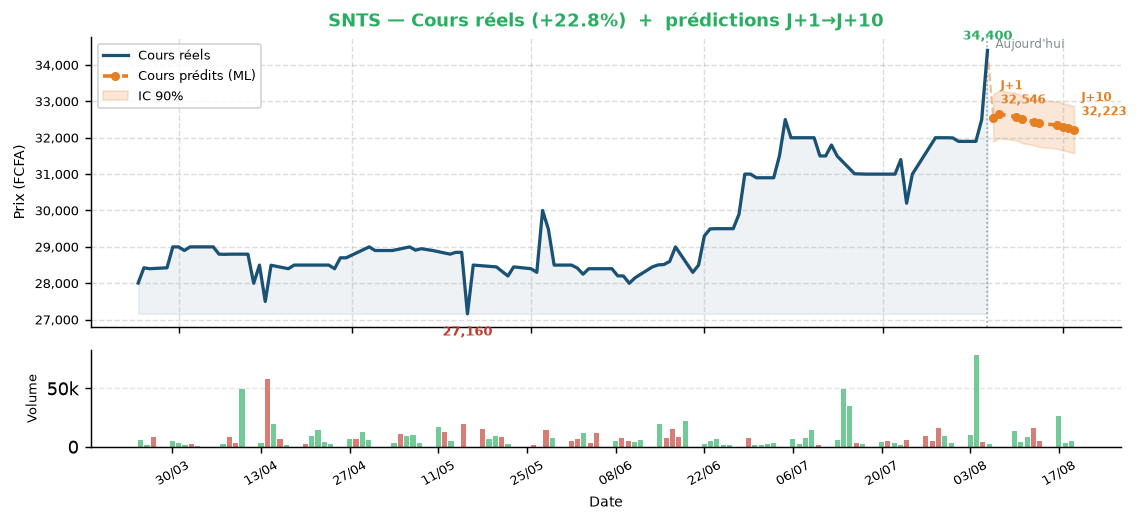 SNTS — Cours réels (+22.8%)  +  prédictions J+1→J+10
34,400
Aujourd'hui
Cours réels
Cours prédits (ML)
IC 90%
J+1
32,546
J+10
32,223
27,160
Prix (FCFA)
34,000
33,000
32,000
31,000
30,000
29,000
28,000
27,000
Volume
50k
0
30/03
13/04
27/04
11/05
25/05
08/06
22/06
06/07
20/07
03/08
17/08
Date